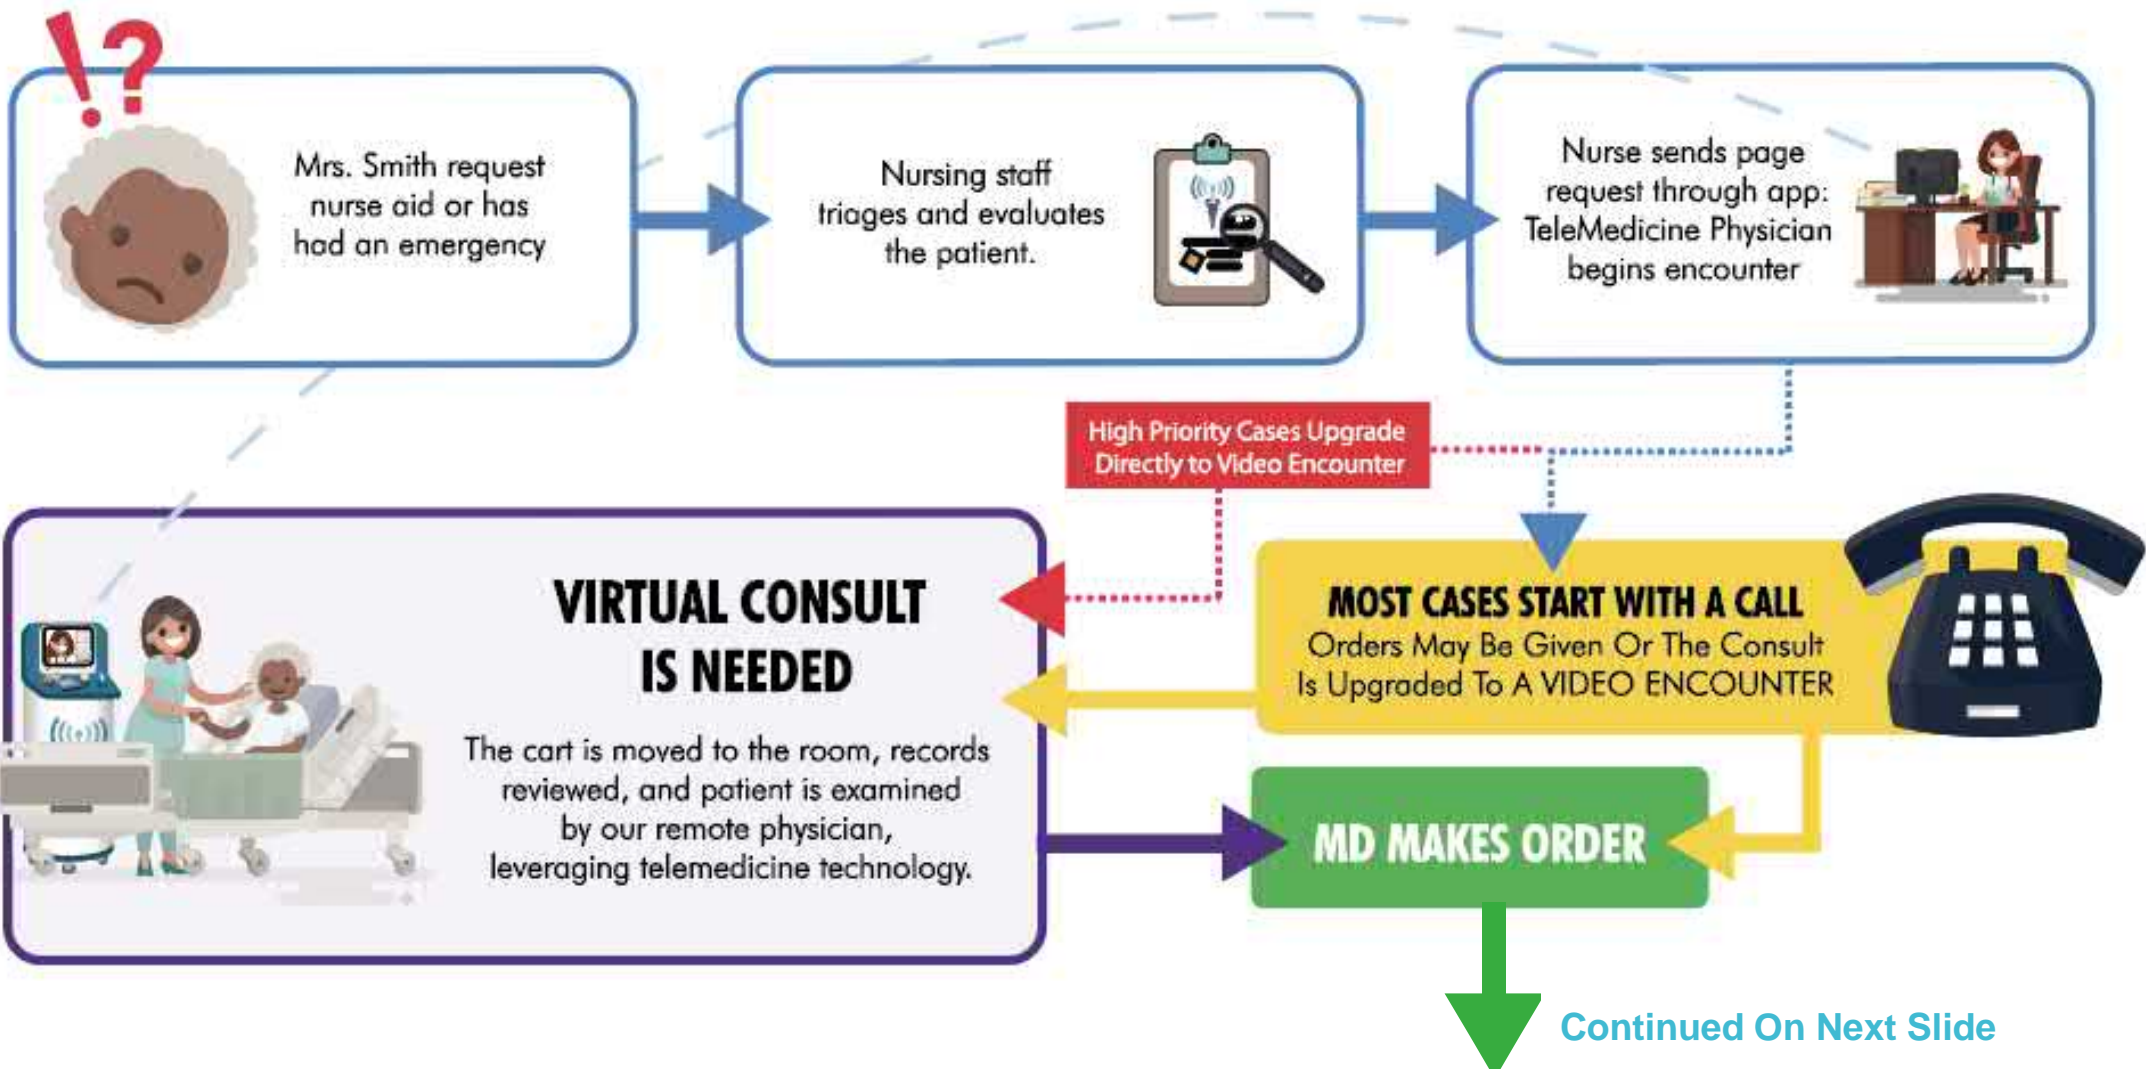 !?
Mrs. Smith request
nurse aid or has
had an emergency
Nursing staff
triages and evaluates
the patient.
Nurse sends page
request through app:
TeleMedicine Physician
begins encounter
High Priority Cases Upgrade
Directly to Video Encounter
VIRTUAL CONSULT
IS NEEDED
The cart is moved to the room, records
reviewed, and patient is examined
by our remote physician,
leveraging telemedicine technology.
MOST CASES START WITH A CALL
Orders May Be Given Or The Consult
Is Upgraded To A VIDEO ENCOUNTER
MD MAKES ORDER
Continued On Next Slide